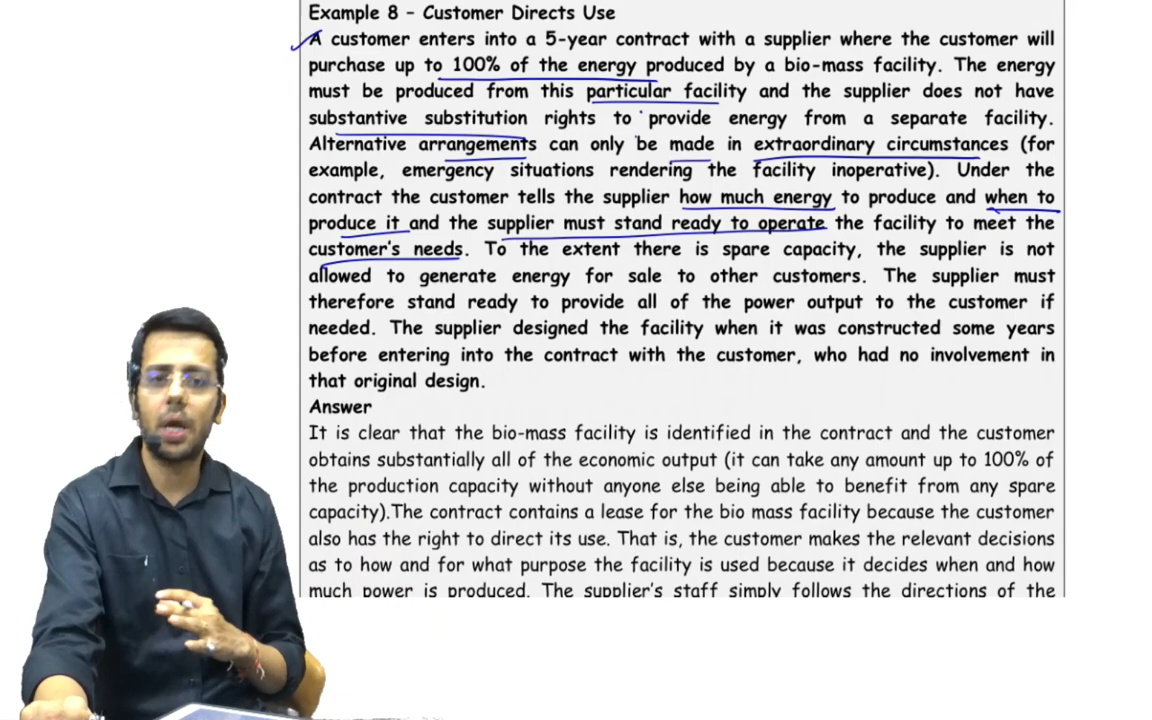 Example 8 - Customer Directs Use
A customer enters into a 5-year contract with a supplier where the customer will
purchase up to 100% of the energy produced by a bio-mass facility. The energy
must be produced from this particular facility and the supplier does not have
substantive substitution rights to provide energy from a separate facility.
Alternative arrangements can only be made in extraordinary circumstances (for
example, emergency situations rendering the facility inoperative). Under the
contract the customer tells the supplier how much energy to produce and when to
produce it and the supplier must stand ready to operate the facility to meet the
customer's needs. To the extent there is spare capacity, the supplier is not
allowed to generate energy for sale to other customers. The supplier must
therefore stand ready to provide all of the power output to the customer if
needed. The supplier designed the facility when it was constructed some years
before entering into the contract with the customer, who had no involvement in
that original design.
Answer
It is clear that the bio-mass facility is identified in the contract and the customer
obtains substantially all of the economic output (it can take any amount up to 100% of
the production capacity without anyone else being able to benefit from any spare
capacity).The contract contains a lease for the bio mass facility because the customer
also has the right to direct its use. That is, the customer makes the relevant decisions
as to how and for what purpose the facility is used because it decides when and how
much power is produced. The supplier's staff simply follows the directions of the